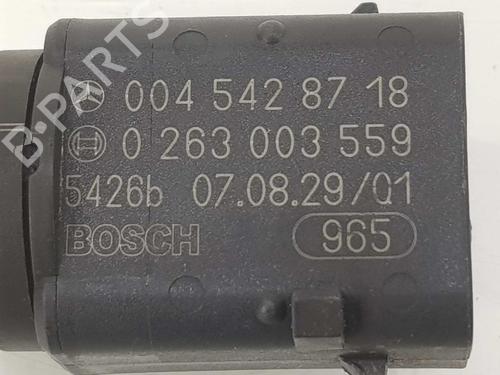 004 542 87 18
0 263 003 559
5426b 07.08.29/01
BOSCH 965
B-PARTS